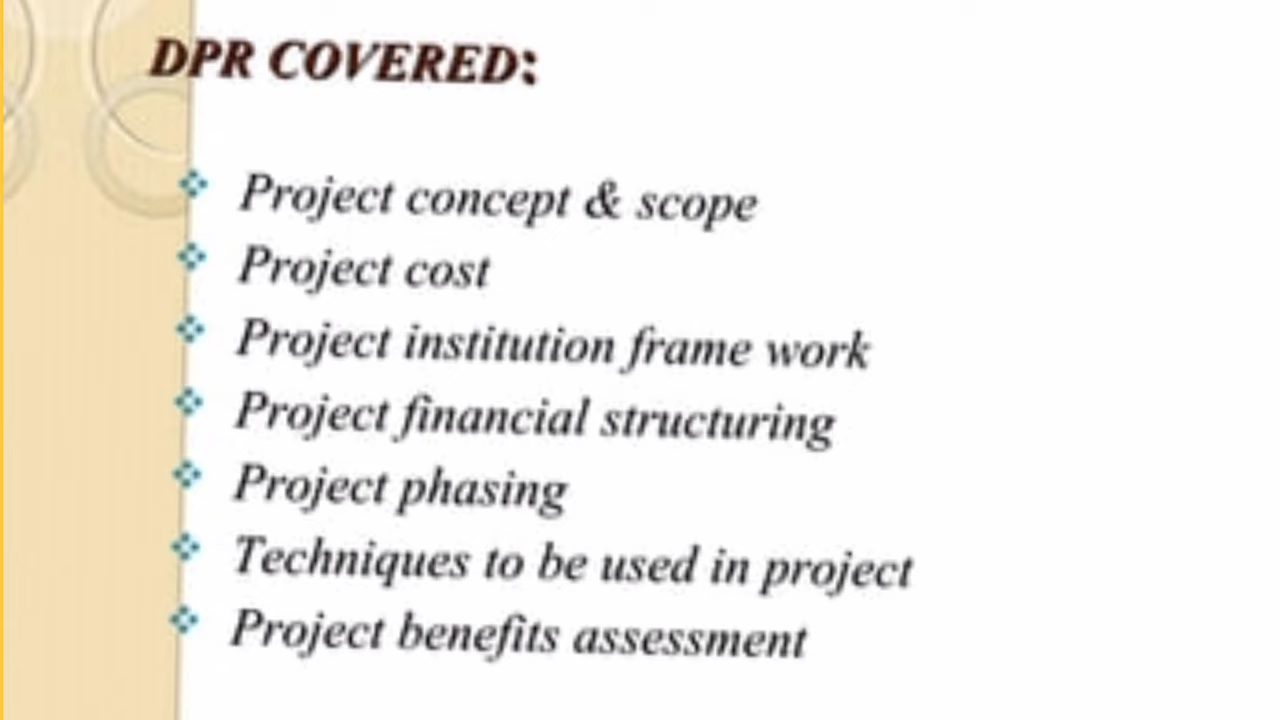 DPR COVERED:
Project concept & scope
Project cost
Project institution frame work
Project financial structuring
Project phasing
Techniques to be used in project
Project benefits assessment